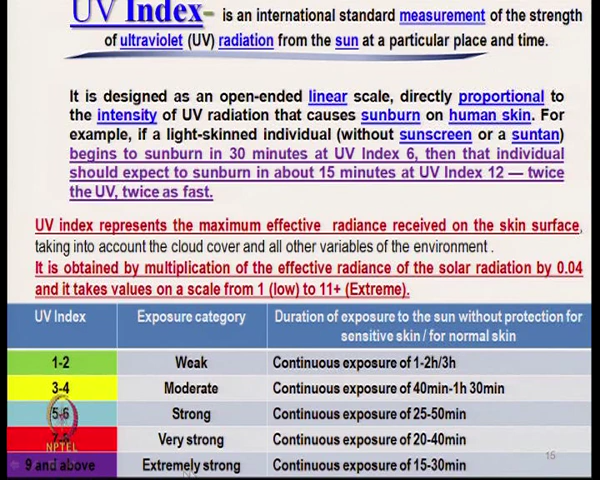 UV Index- is an international standard measurement of the strength
of ultraviolet (UV) radiation from the sun at a particular place and time.
It is designed as an open-ended linear scale, directly proportional to
the intensity of UV radiation that causes sunburn on human skin. For
example, if a light-skinned individual (without sunscreen or a suntan)
begins to sunburn in 30 minutes at UV Index 6, then that individual
should expect to sunburn in about 15 minutes at UV Index 12 — twice
the UV, twice as fast.
UV index represents the maximum effective radiance received on the skin surface,
taking into account the cloud cover and all other variables of the environment .
It is obtained by multiplication of the effective radiance of the solar radiation by 0.04
and it takes values on a scale from 1 (low) to 11+ (Extreme).
UV Index Exposure category Duration of exposure to the sun without protection for
sensitive skin / for normal skin
1-2 Weak Continuous exposure of 1-2h/3h
3-4 Moderate Continuous exposure of 40min-1h 30min
5-6 Strong Continuous exposure of 25-50min
7-8 Very strong Continuous exposure of 20-40min
NPTEL
9 and above Extremely strong Continuous exposure of 15-30min
15